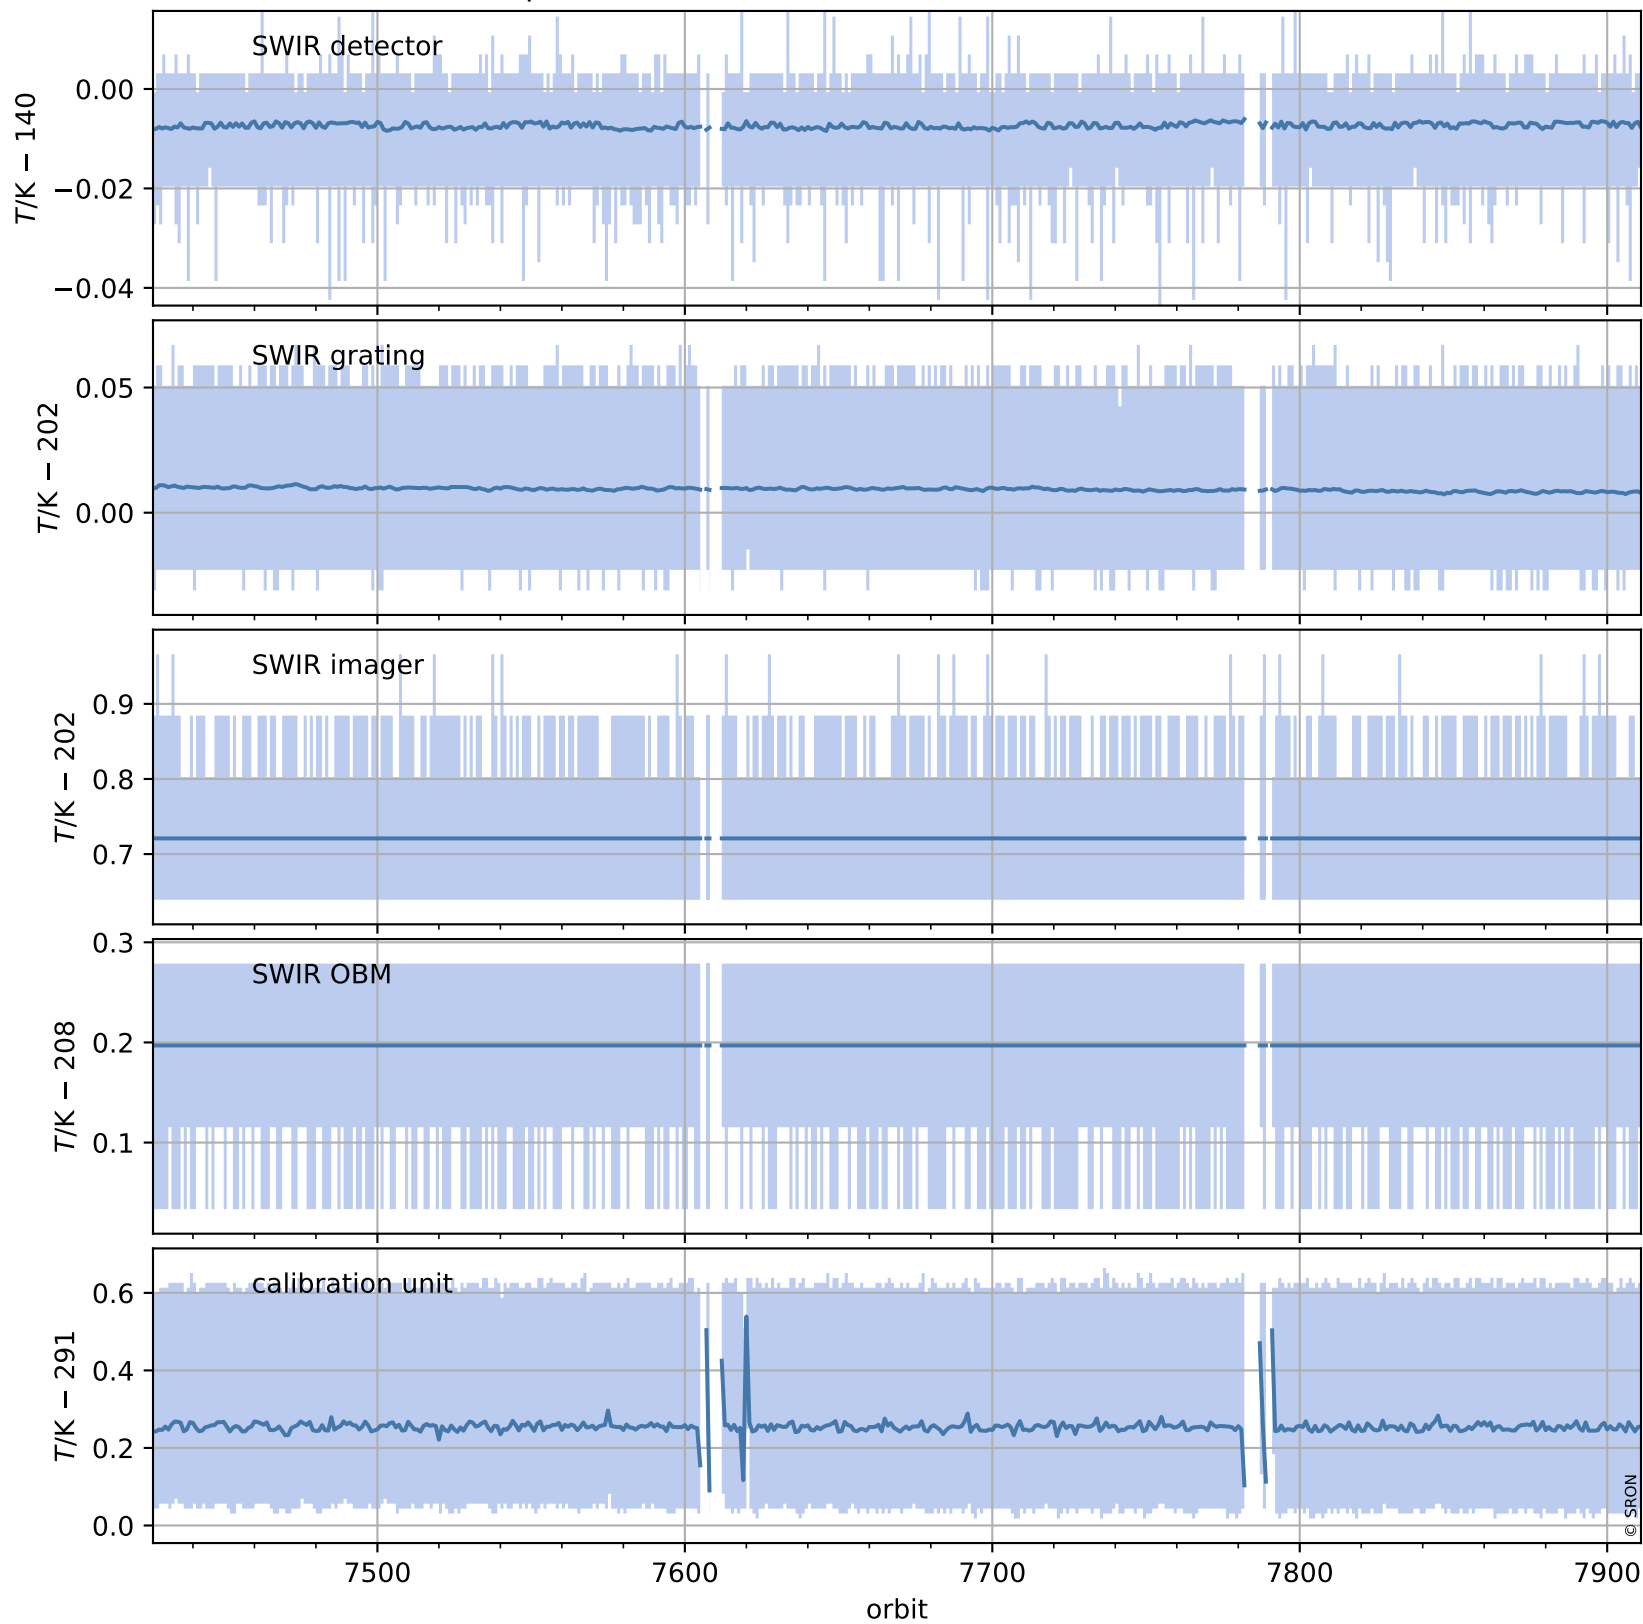 SWIR detector
0.00
−0.02
−0.04
T/K − 140
SWIR grating
0.05
0.00
T/K − 202
SWIR imager
0.9
0.8
0.7
T/K − 202
SWIR OBM
0.3
0.2
0.1
T/K − 208
calibration unit
0.6
0.4
0.2
0.0
T/K − 291
© SRON
7500 7600 7700 7800 7900
orbit